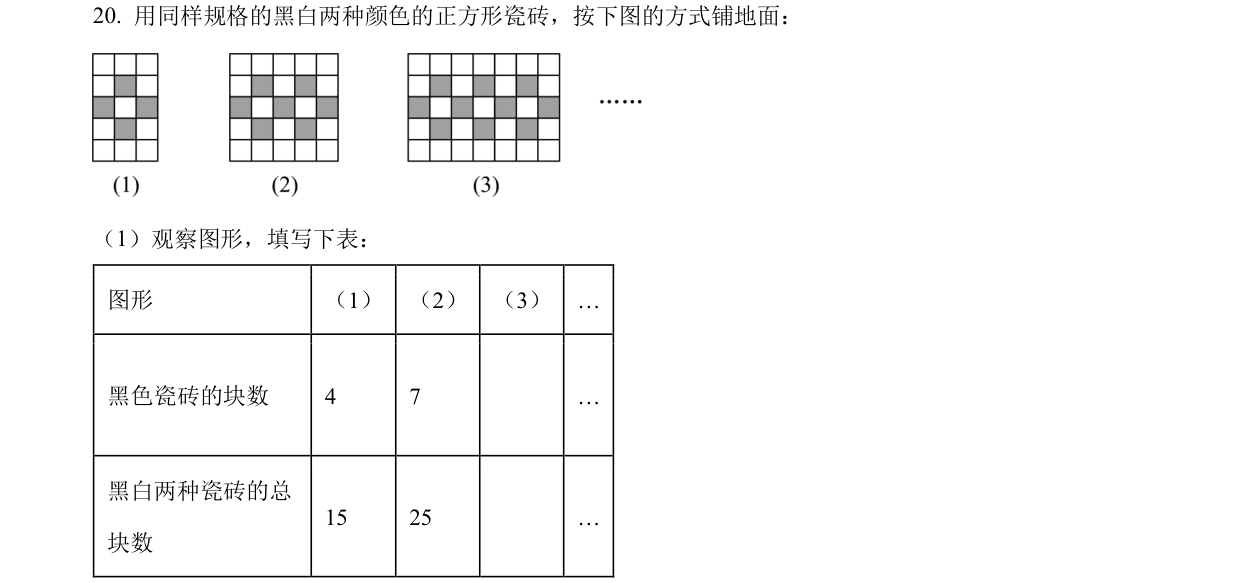 20. 用同样规格的黑白两种颜色的正方形瓷砖，按下图的方式铺地面：
……
(1) (2) (3)
（1）观察图形，填写下表：
图形 （1） （2） （3） …
黑色瓷砖的块数 4 7 …
黑白两种瓷砖的总
块数 15 25 …